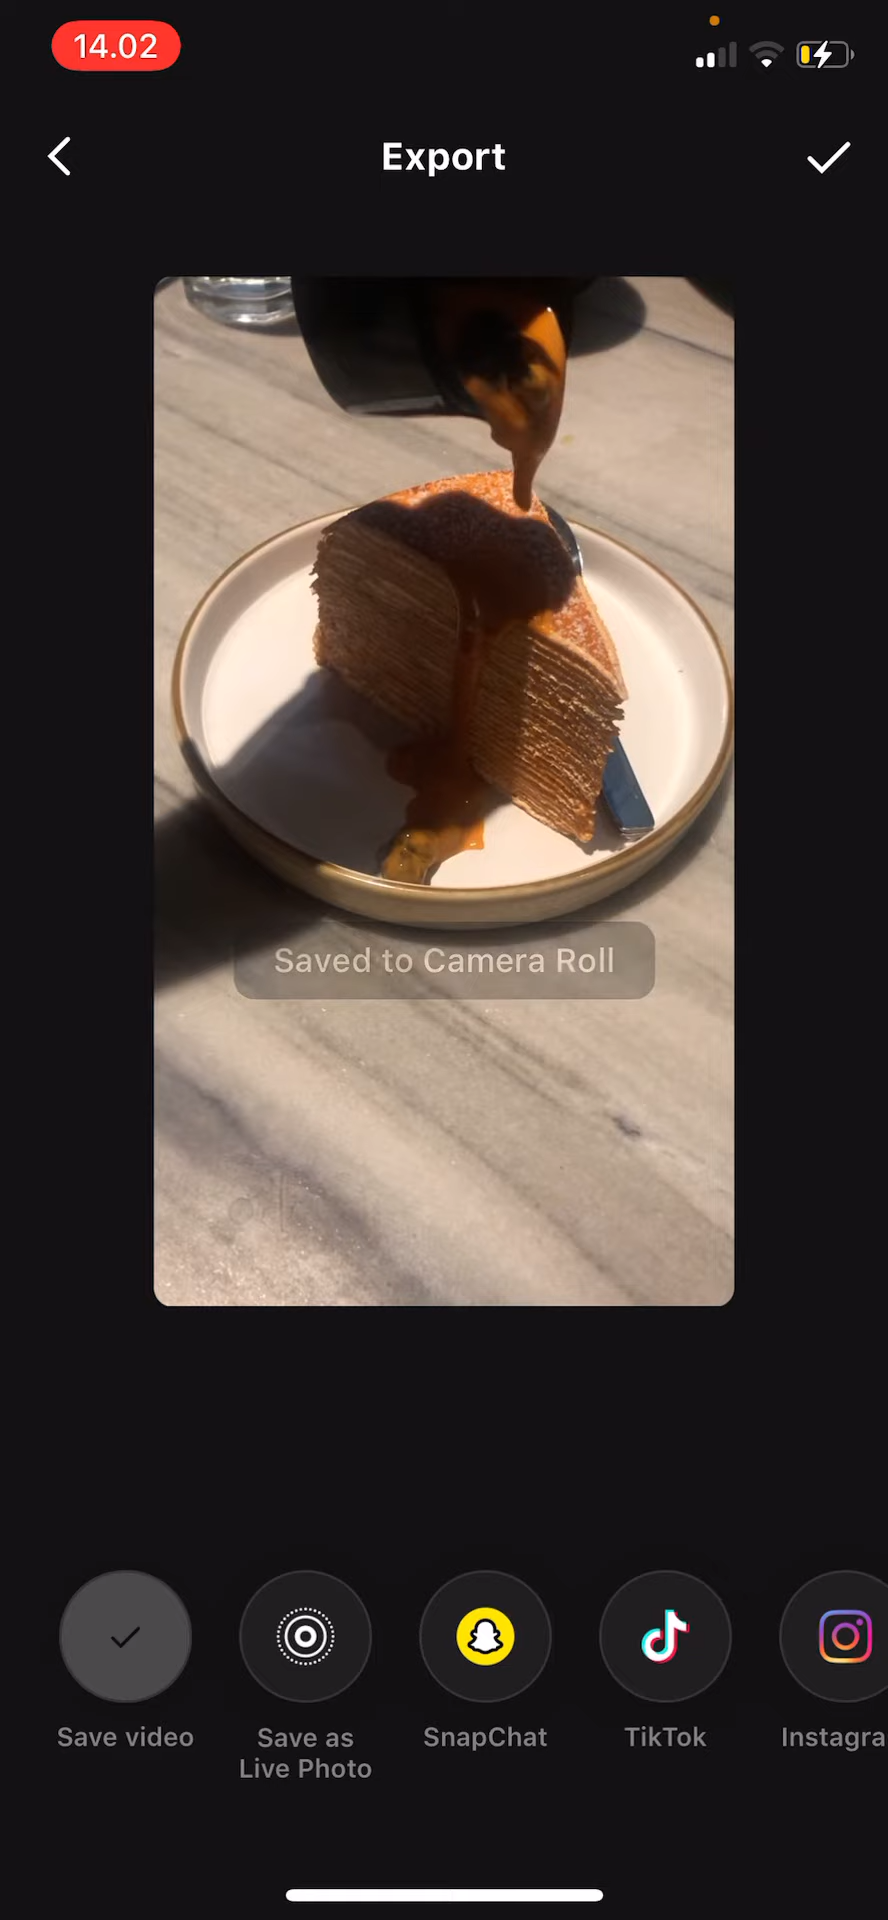 14.02
Export
Saved to Camera Roll
Save video
Save as
Live Photo
SnapChat
TikTok
Instagra